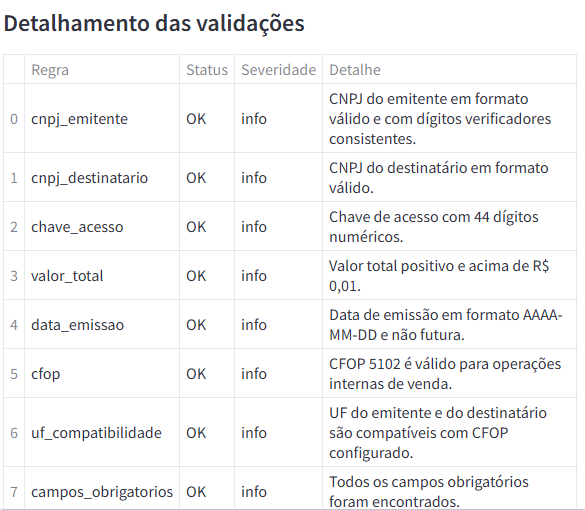 Detalhamento das validações
Regra Status Severidade Detalhe
0 cnpj_emitente OK info CNPJ do emitente em formato
válido e com dígitos verificadores
consistentes.
1 cnpj_destinatario OK info CNPJ do destinatário em formato
válido.
2 chave_acesso OK info Chave de acesso com 44 dígitos
numéricos.
3 valor_total OK info Valor total positivo e acima de R$
0,01.
4 data_emissao OK info Data de emissão em formato AAAA-
MM-DD e não futura.
5 cfop OK info CFOP 5102 é válido para operações
internas de venda.
6 uf_compatibilidade OK info UF do emitente e do destinatário
são compatíveis com CFOP
configurado.
7 campos_obrigatorios OK info Todos os campos obrigatórios
foram encontrados.